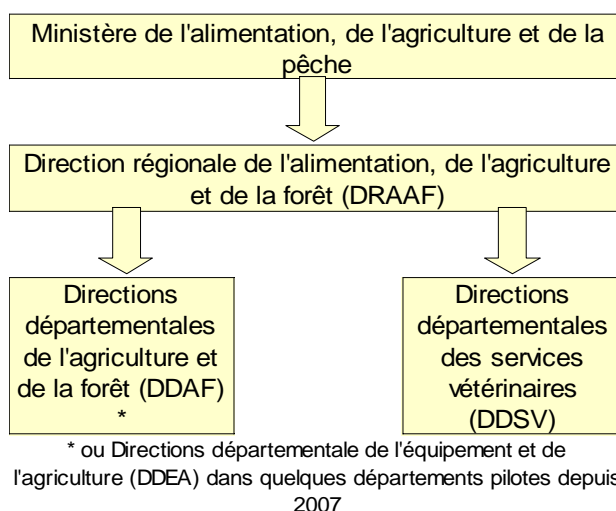 Ministère de l'alimentation, de l'agriculture et de la
pêche
Direction régionale de l'alimentation, de l'agriculture
et de la forêt (DRAAF)
Directions
départementales
de l'agriculture et
de la forêt (DDAF)
*
Directions
départementales
des services
vétérinaires
(DDSV)
* ou Directions départementale de l'équipement et de
l'agriculture (DDEA) dans quelques départements pilotes depuis
2007